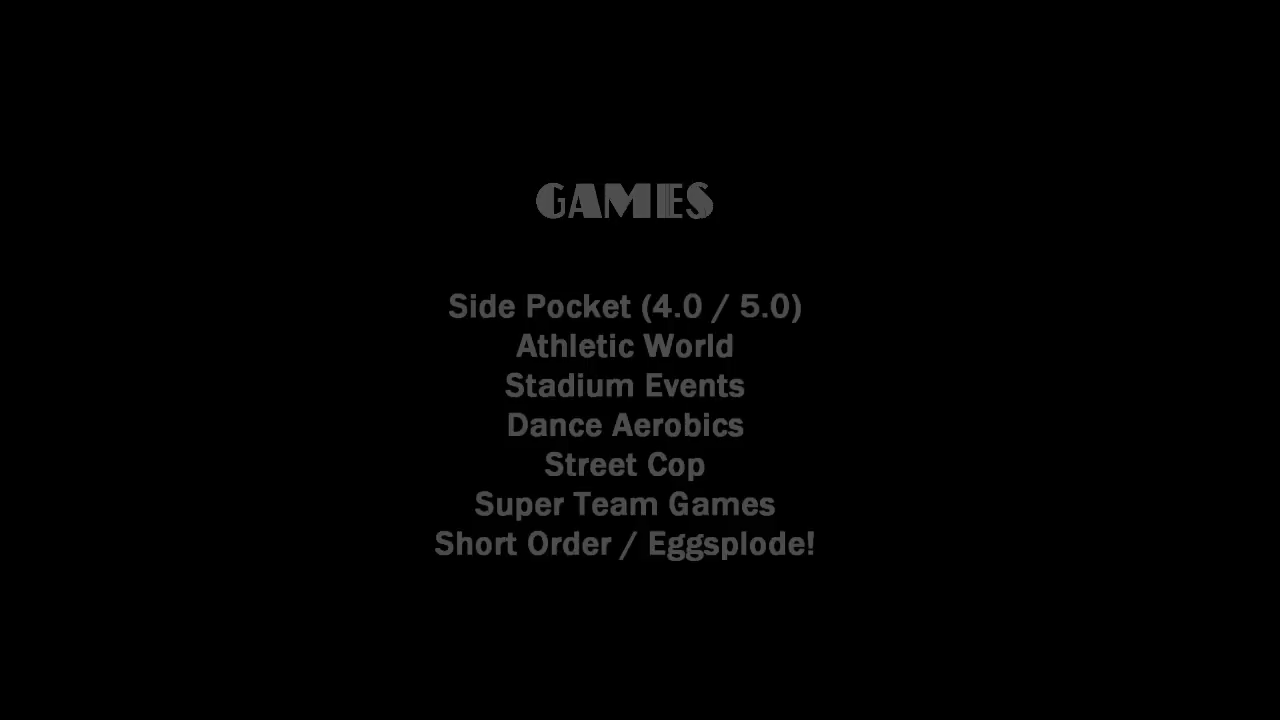 GAMES
Side Pocket (4.0 / 5.0)
Athletic World
Stadium Events
Dance Aerobics
Street Cop
Super Team Games
Short Order / Eggsplode!